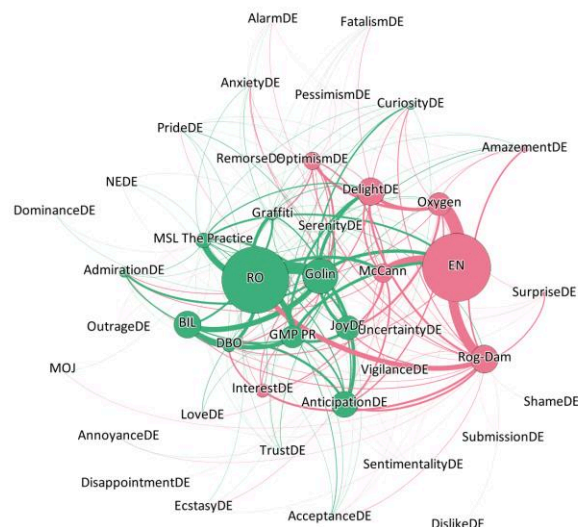 AlarmDE
FatalismDE
AnxietyDE
PessimismDE
CuriosityDE
PrideDE
RemorseDE
OptimismDE
AmazementDE
NEDE
DelightDE
Oxygen
DominanceDE
Graffiti
SerenityDE
MSL The Practice
AdmirationDE
RO
Golin
McCann
EN
SurpriseDE
OutrageDE
BIL
DBO
GMP PR
JoyDE
UncertaintyDE
MOJ
VigilanceDE
Rog-Dam
InterestDE
AnticipationDE
ShameDE
LoveDE
AnnoyanceDE
TrustDE
SubmissionDE
SentimentalityDE
DisappointmentDE
EcstasyDE
AcceptanceDE
DislikeDE